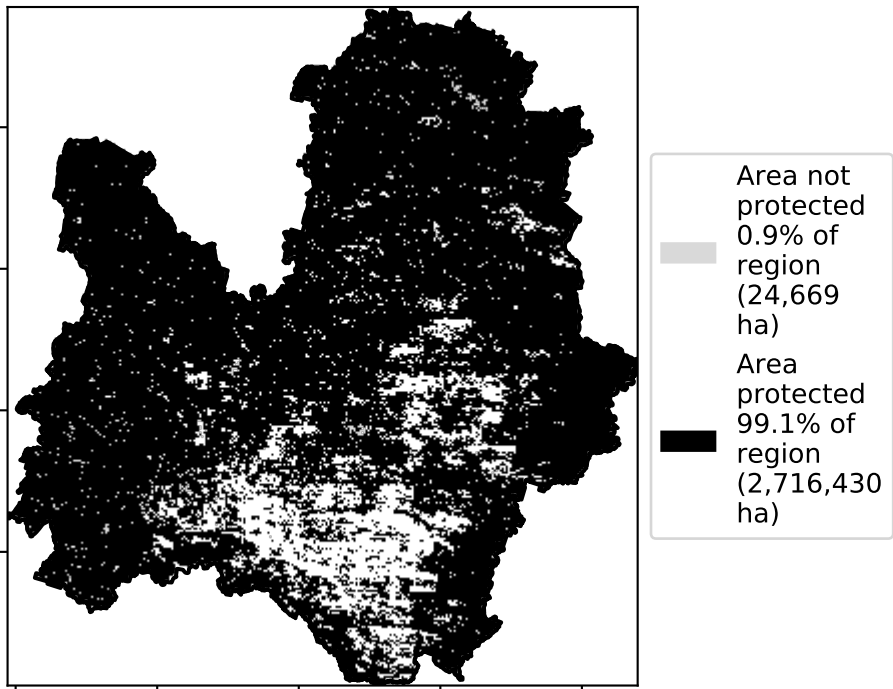 Area not
protected
0.9% of
region
(24,669
ha)
Area
protected
99.1% of
region
(2,716,430
ha)